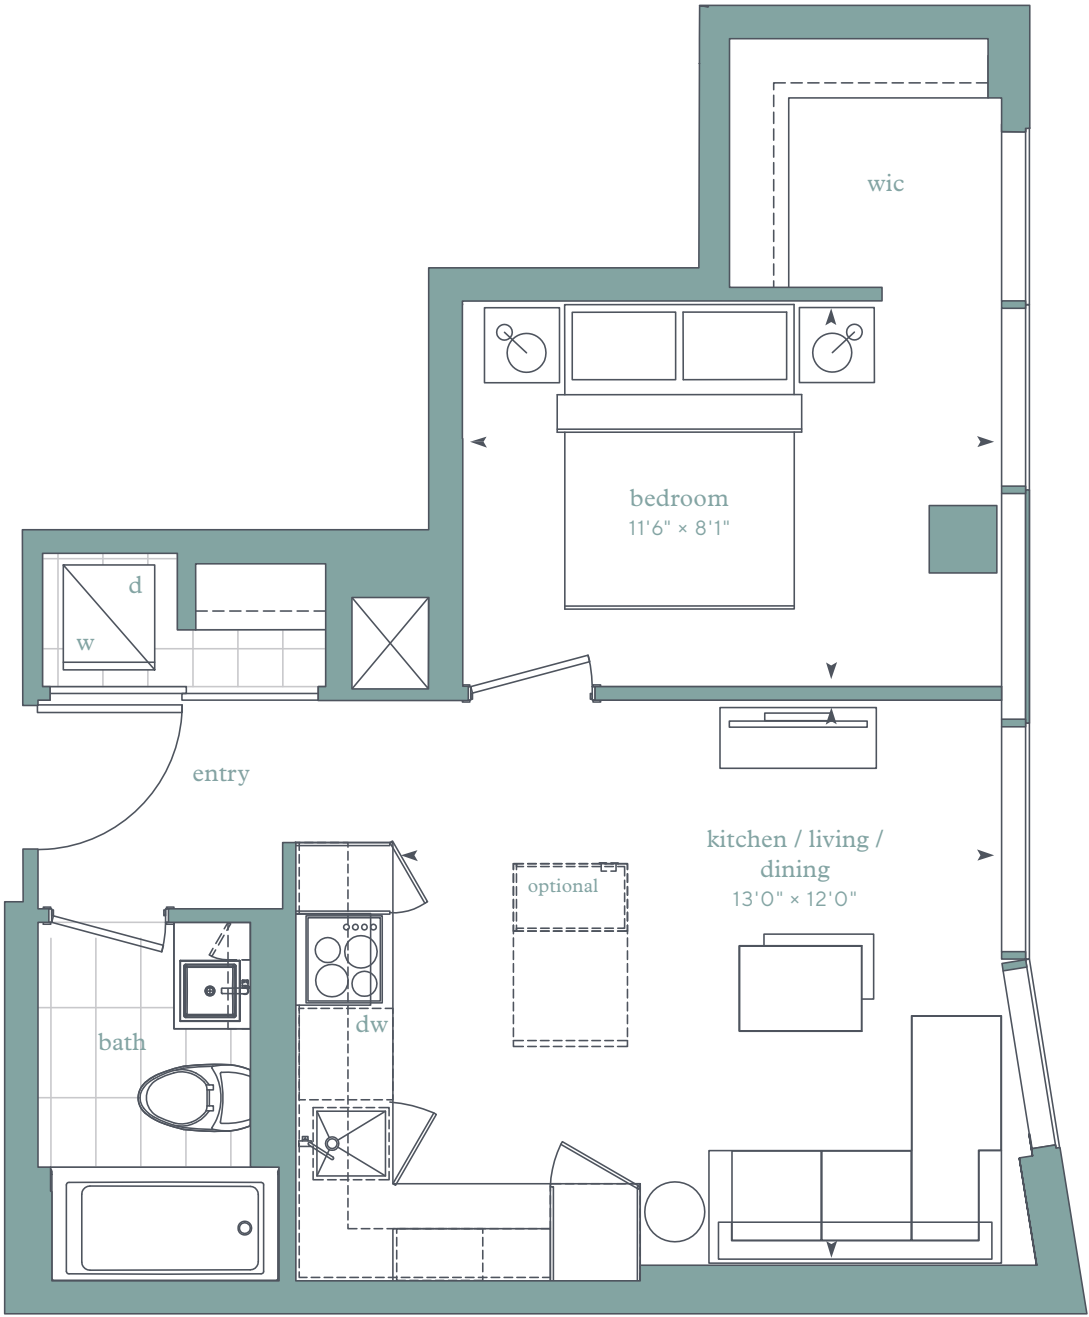 wic
bedroom
11'6" × 8'1"
d
w
entry
kitchen / living /
dining
13'0" × 12'0"
optional
dw
bath